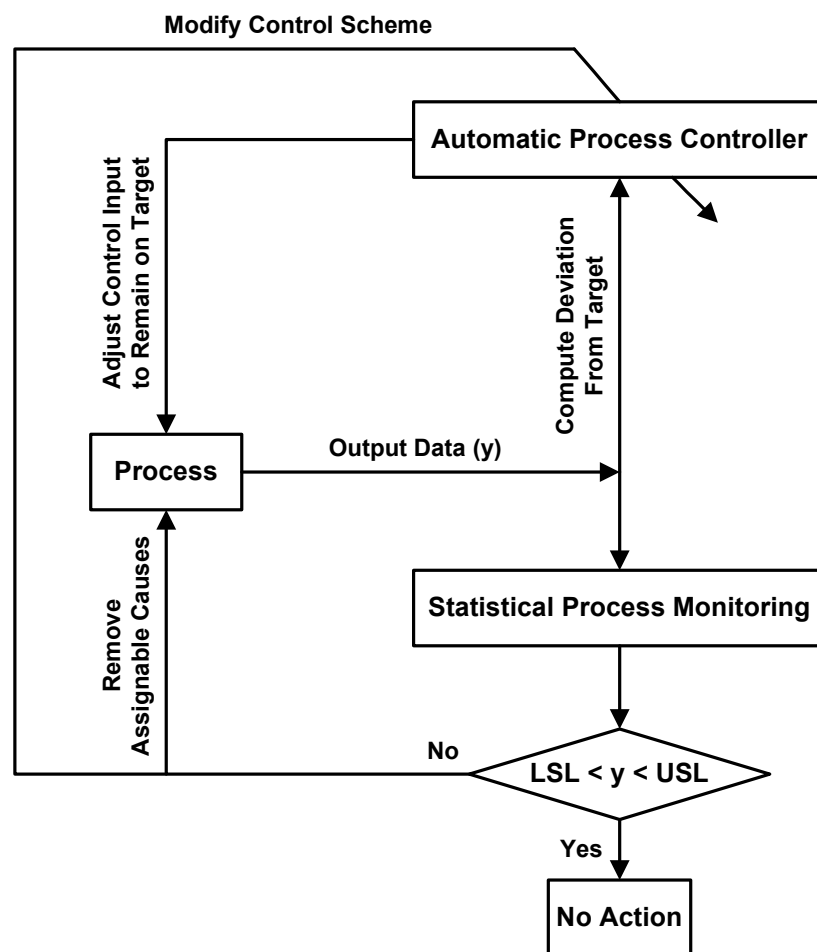 Modify Control Scheme
Automatic Process Controller
Adjust Control Input
to Remain on Target
Compute Deviation
From Target
Output Data (y)
Process
Statistical Process Monitoring
Remove
Assignable Causes
No
LSL < y < USL
Yes
No Action